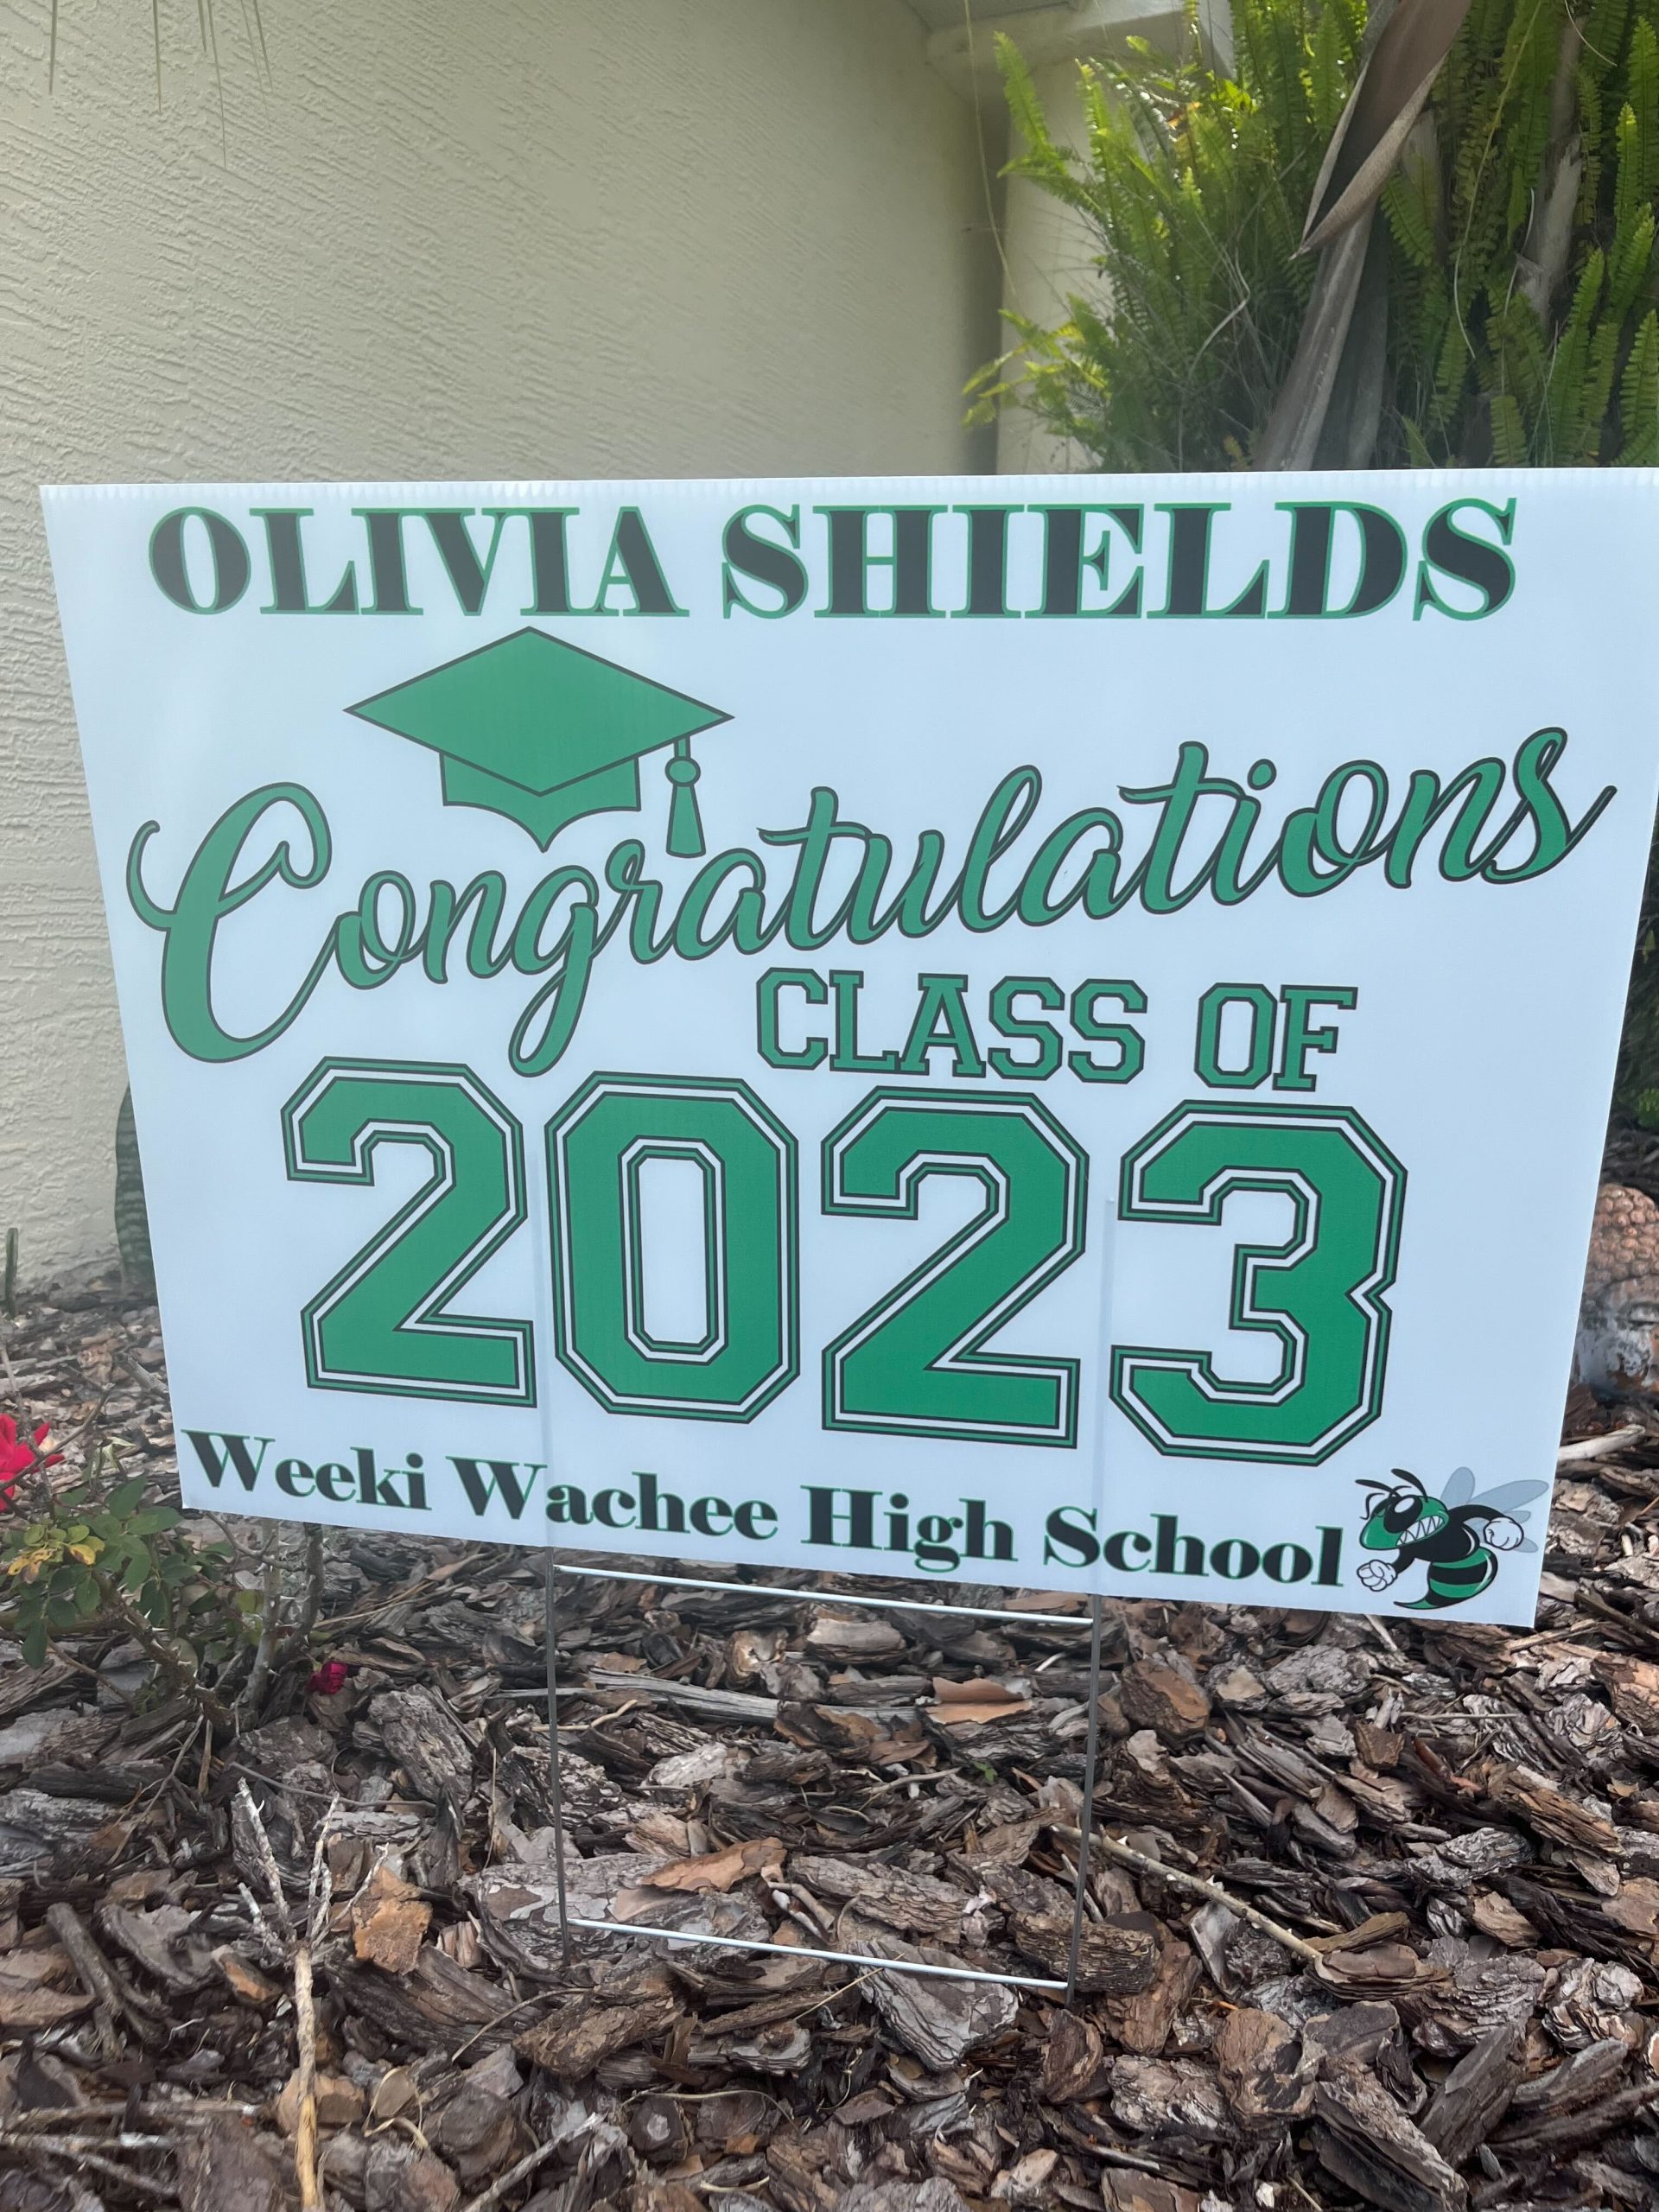 OLIVIA SHIELDS
Congratulations
CLASS OF
2023
Weeki Wachee High School